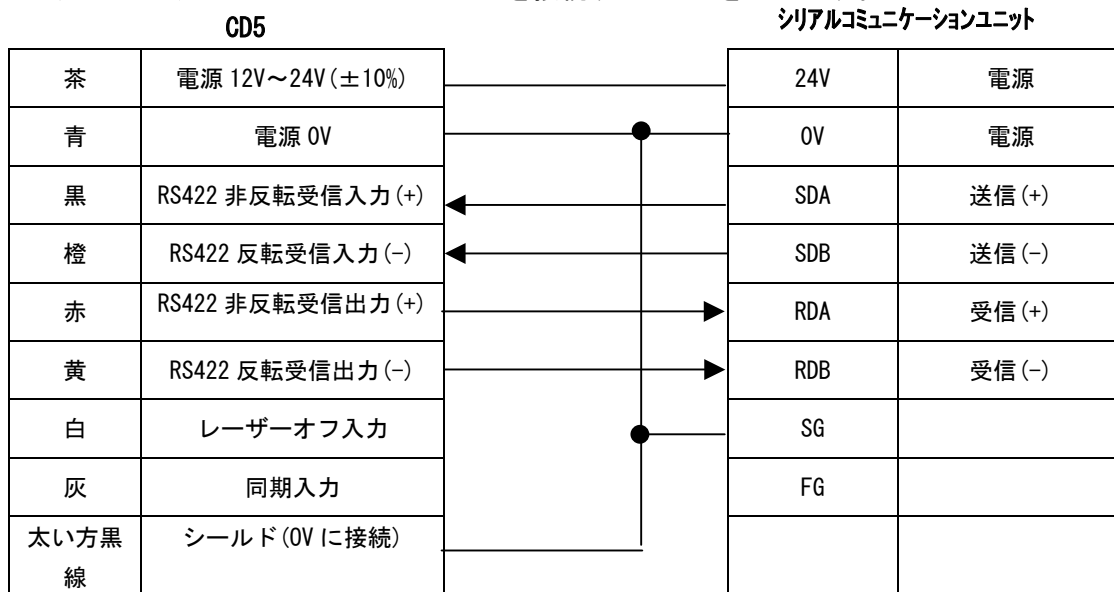 CD5
シリアルコミュニケーションユニット
茶 電源 12V～24V(±10%) 24V 電源
青 電源 0V 0V 電源
黒 RS422 非反転受信入力(+) SDA 送信(+)
橙 RS422 反転受信入力(-) SDB 送信(-)
赤 RS422 非反転受信出力(+) RDA 受信(+)
黄 RS422 反転受信出力(-) RDB 受信(-)
白 レーザーオフ入力 SG
灰 同期入力 FG
太い方黒 シールド(0V に接続)
線